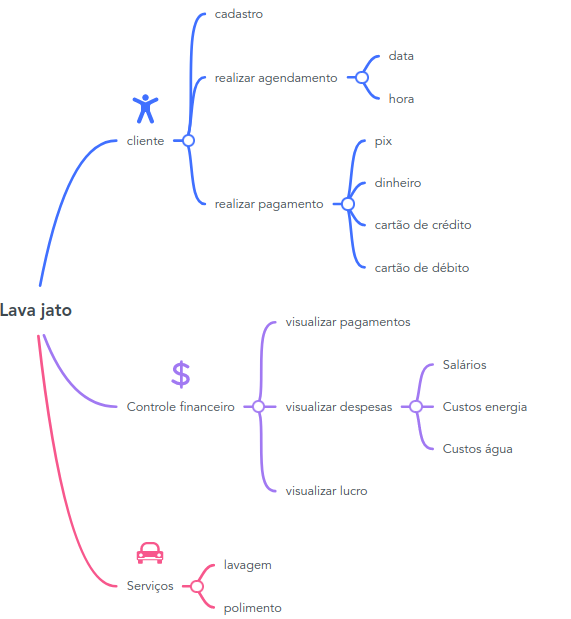 Lava jato
cliente
cadastro
realizar agendamento
data
hora
realizar pagamento
pix
dinheiro
cartão de crédito
cartão de débito
Controle financeiro
visualizar pagamentos
visualizar despesas
Salários
Custos energia
Custos água
visualizar lucro
Serviços
lavagem
polimento